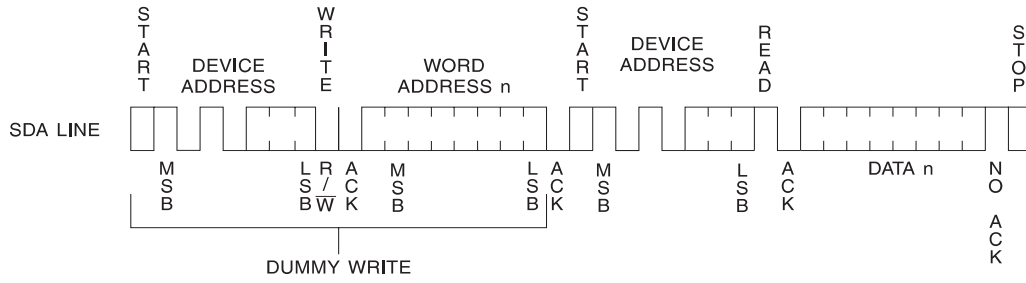 START
WRITE
START
READ
STOP
DEVICE
ADDRESS
WORD
ADDRESS n
DEVICE
ADDRESS
SDA LINE
MSB
LSB
R/W
ACK
MSB
LSB
ACK
MSB
LSB
ACK
DATA n
NO ACK
DUMMY WRITE